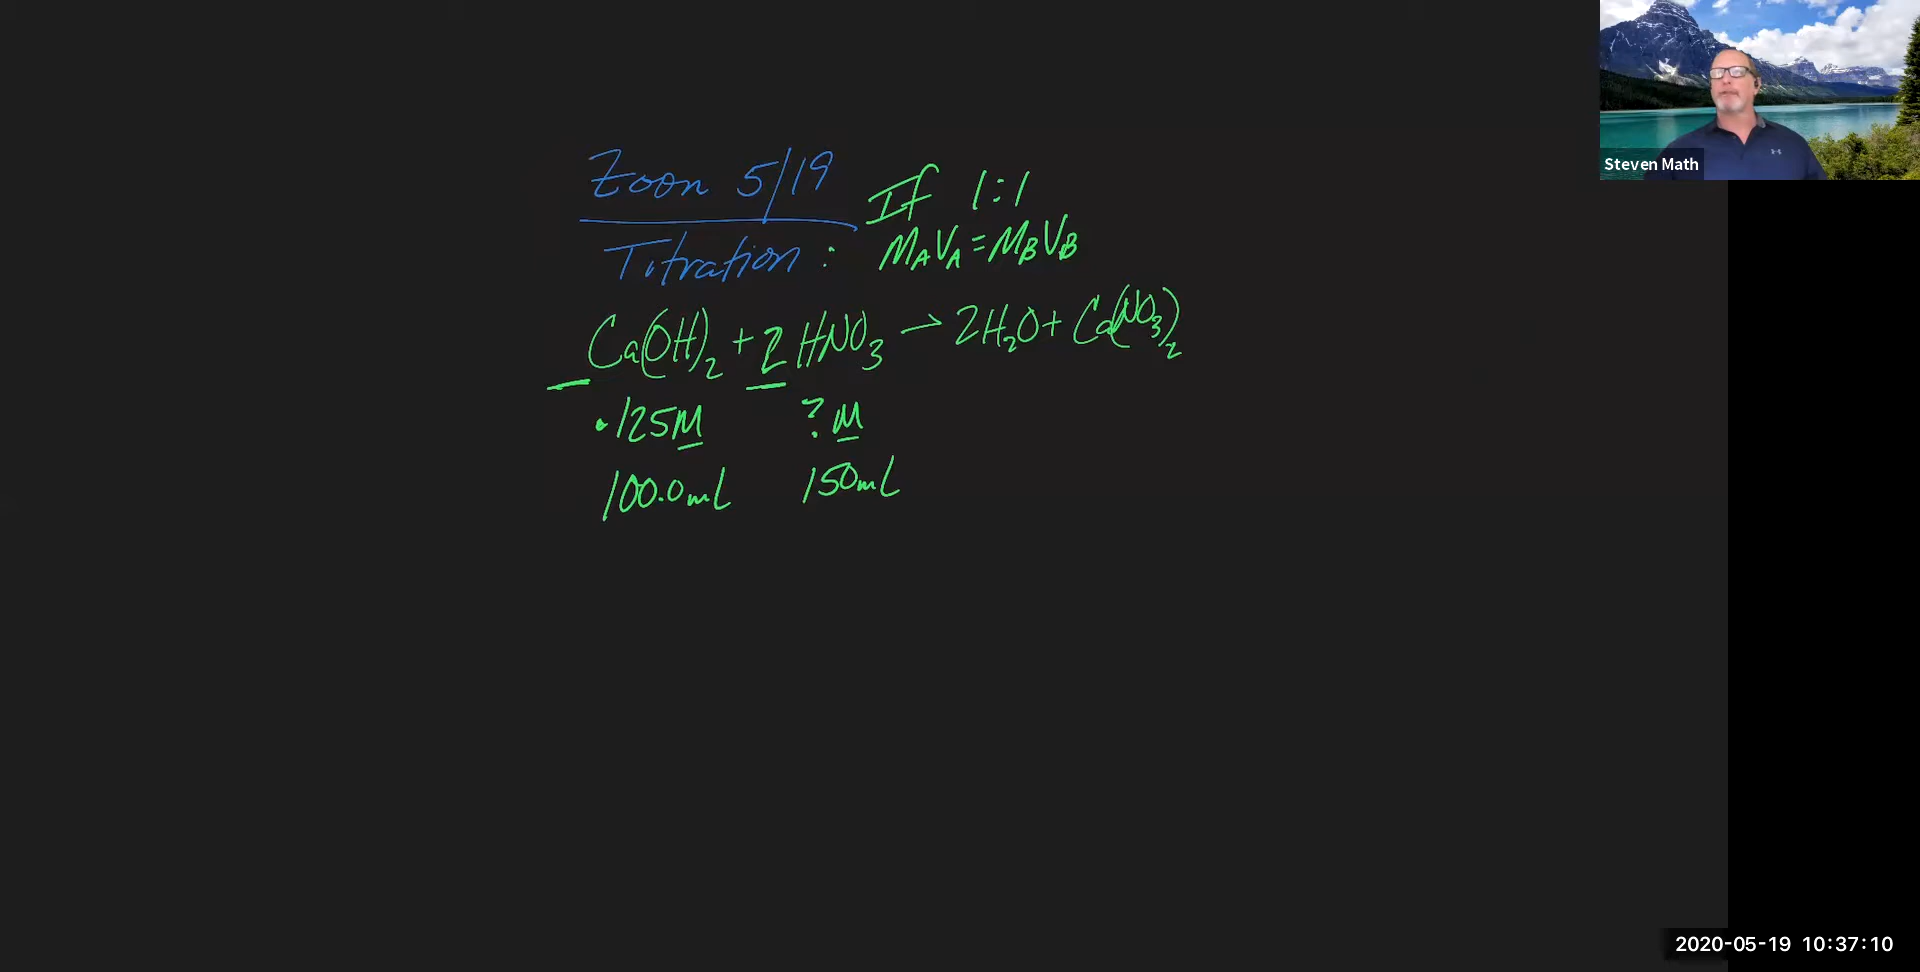 Zoon 5/19
If 1:1
Titration: MAVA=MBVB
Ca(OH)2 + 2 HNO3 → 2H2O + Ca(NO3)2
.125M ? M
100.0mL 150mL
Steven Math
2020-05-19 10:37:10